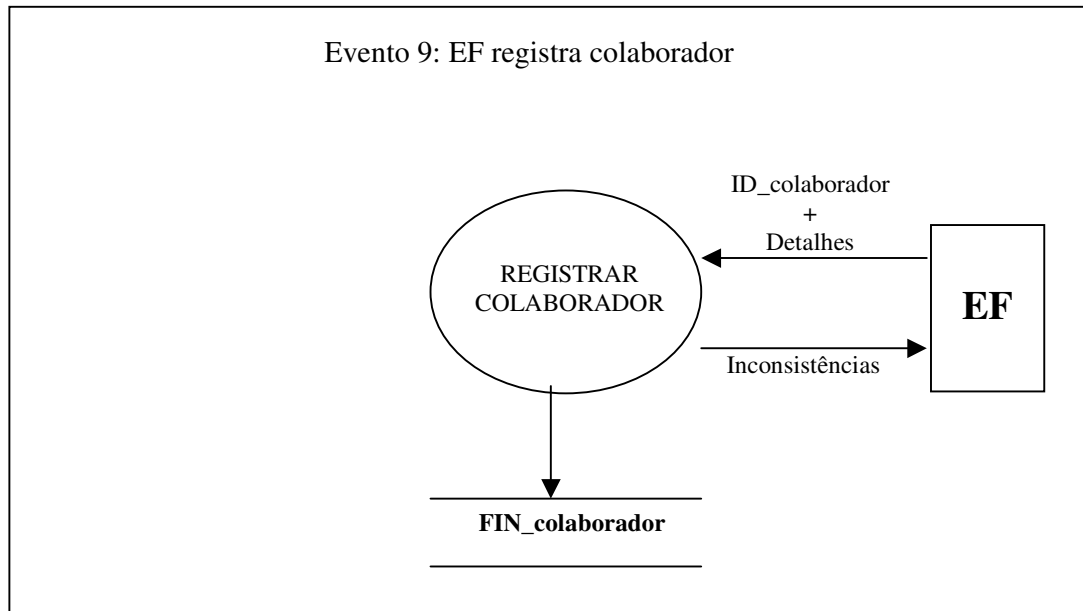 Evento 9: EF registra colaborador
ID_colaborador
+
Detalhes
REGISTRAR
COLABORADOR
EF
Inconsistências
FIN_colaborador